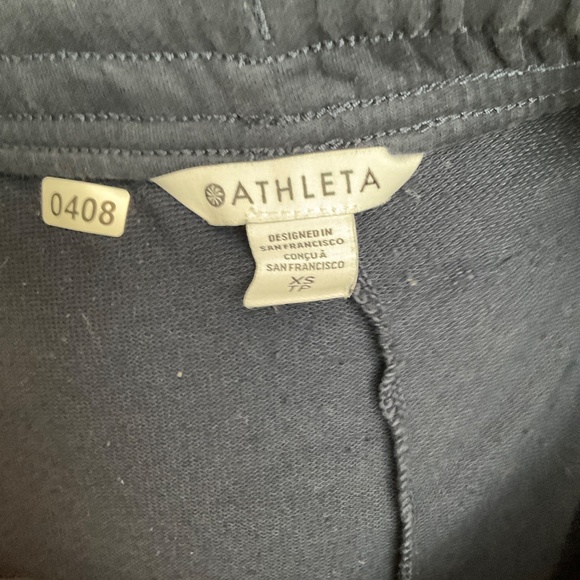 0408
ATHLETA
DESIGNED IN
SAN FRANCISCO
CONÇU À
SAN FRANCISCO
XS
TP